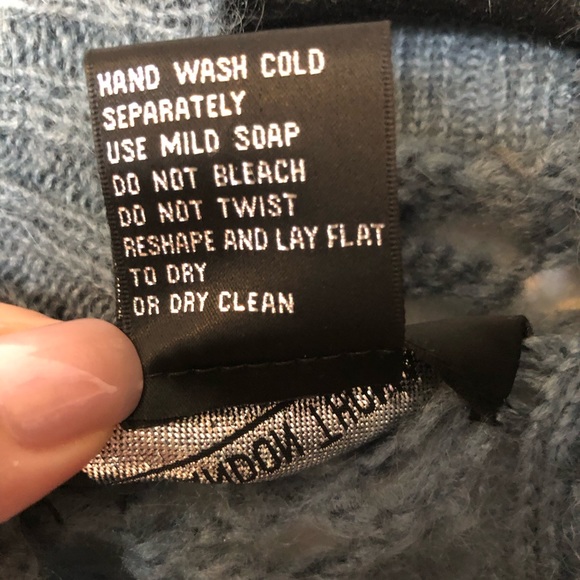 HAND WASH COLD
SEPARATELY
USE MILD SOAP
DO NOT BLEACH
DO NOT TWIST
RESHAPE AND LAY FLAT
TO DRY
OR DRY CLEAN